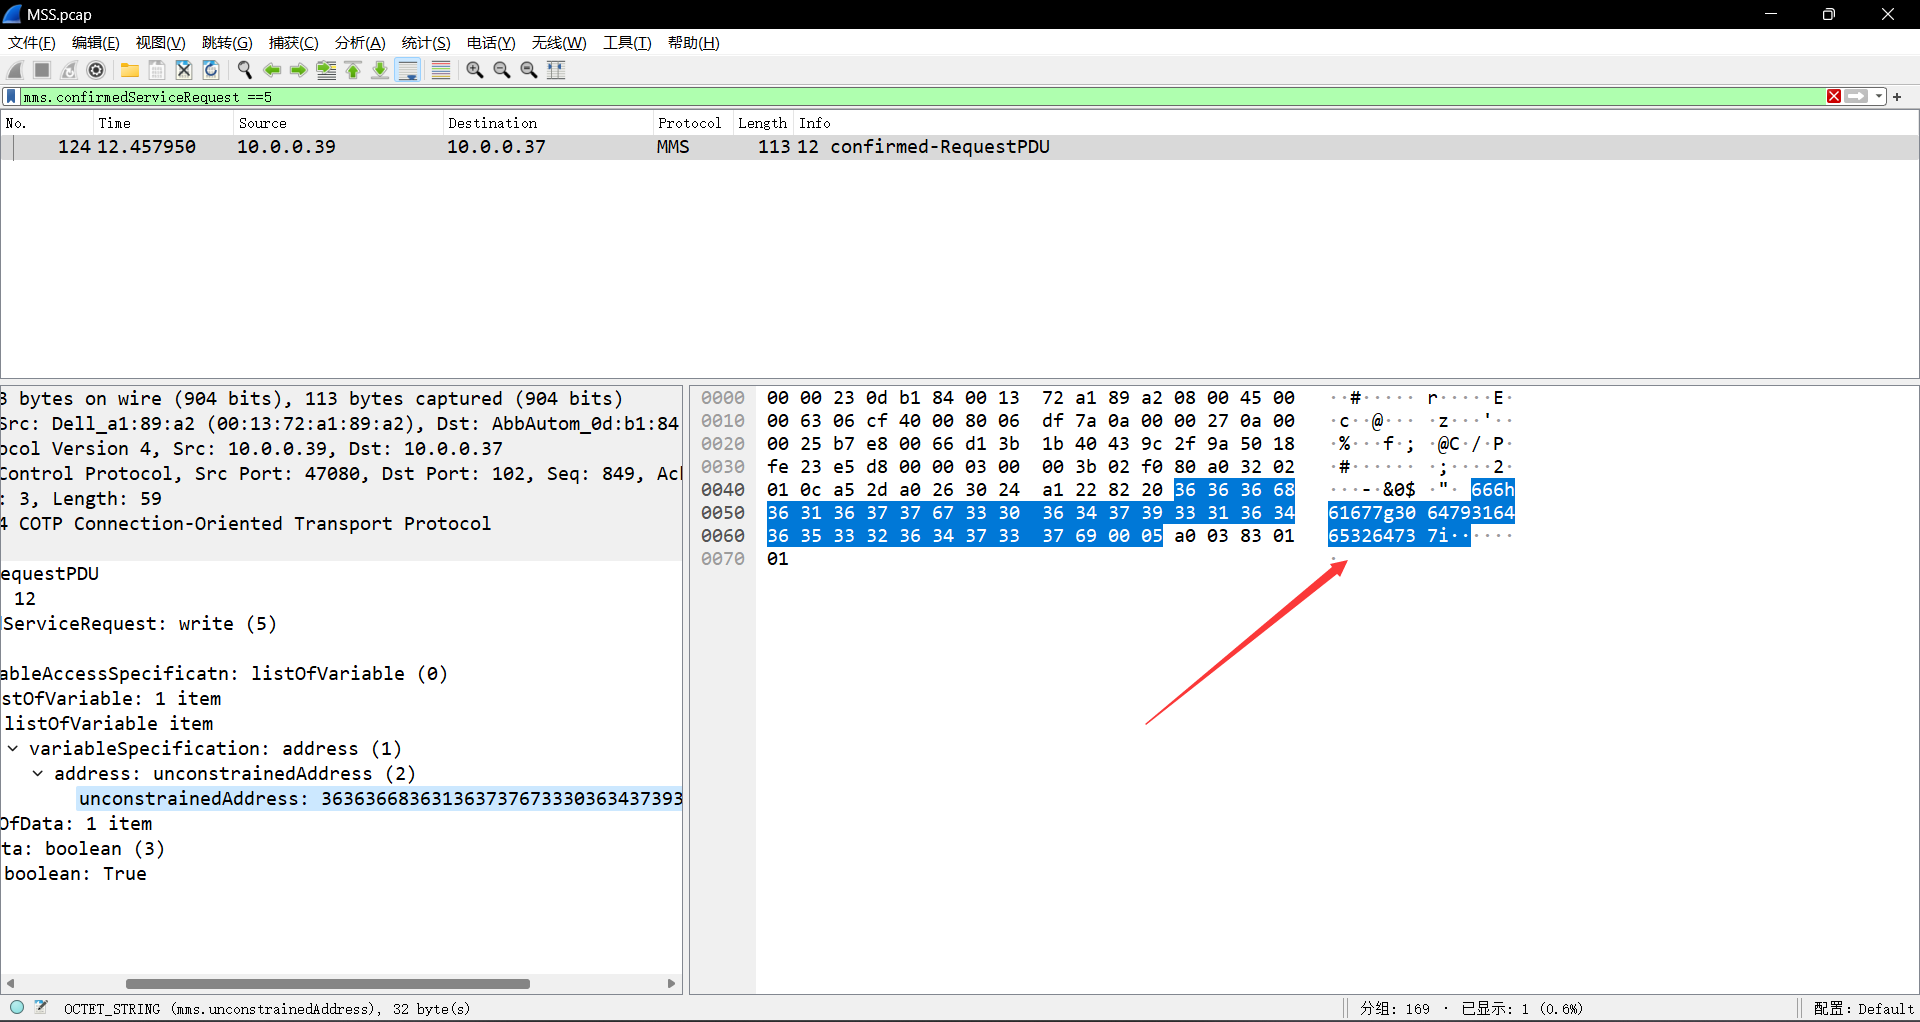 MSS.pcap
文件(F) 编辑(E) 视图(V) 跳转(G) 捕获(C) 分析(A) 统计(S) 电话(Y) 无线(W) 工具(T) 帮助(H)
mms.confirmedServiceRequest ==5
No. Time Source Destination Protocol Length Info
124 12.457950 10.0.0.39 10.0.0.37 MMS 113 12 confirmed-RequestPDU
3 bytes on wire (904 bits), 113 bytes captured (904 bits)
Src: Dell_a1:89:a2 (00:13:72:a1:89:a2), Dst: AbbAutom_0d:b1:84
ocol Version 4, Src: 10.0.0.39, Dst: 10.0.0.37
Control Protocol, Src Port: 47080, Dst Port: 102, Seq: 849, Ack
: 3, Length: 59
4 COTP Connection-Oriented Transport Protocol
equestPDU
12
ServiceRequest: write (5)
ableAccessSpecificatn: listOfVariable (0)
stOfVariable: 1 item
listOfVariable item
variableSpecification: address (1)
address: unconstrainedAddress (2)
unconstrainedAddress: 363636683631363737673330363437393
OfData: 1 item
ta: boolean (3)
boolean: True
0000 00 00 23 0d b1 84 00 13 72 a1 89 a2 08 00 45 00 ··#····· r·····E·
0010 00 63 06 cf 40 00 80 06 df 7a 0a 00 00 27 0a 00 ·c··@··· ·z···'··
0020 00 25 b7 e8 00 66 d1 3b 1b 40 43 9c 2f 9a 50 18 ·%···f·; ·@C·/·P·
0030 fe 23 e5 d8 00 00 03 00 00 3b 02 f0 80 a0 32 02 ·#······ ·;····2·
0040 01 0c a5 2d a0 26 30 24 a1 22 82 20 36 36 36 68 ···-·&0$ ·"· 666h
0050 36 31 36 37 37 67 33 30 36 34 37 39 33 31 36 34 61677g30 64793164
0060 36 35 33 32 36 34 37 33 37 69 00 05 a0 03 83 01 65326473 7i······
0070 01 ·
OCTET_STRING (mms.unconstrainedAddress), 32 byte(s)
分组: 169 · 已显示: 1 (0.6%)
配置: Default